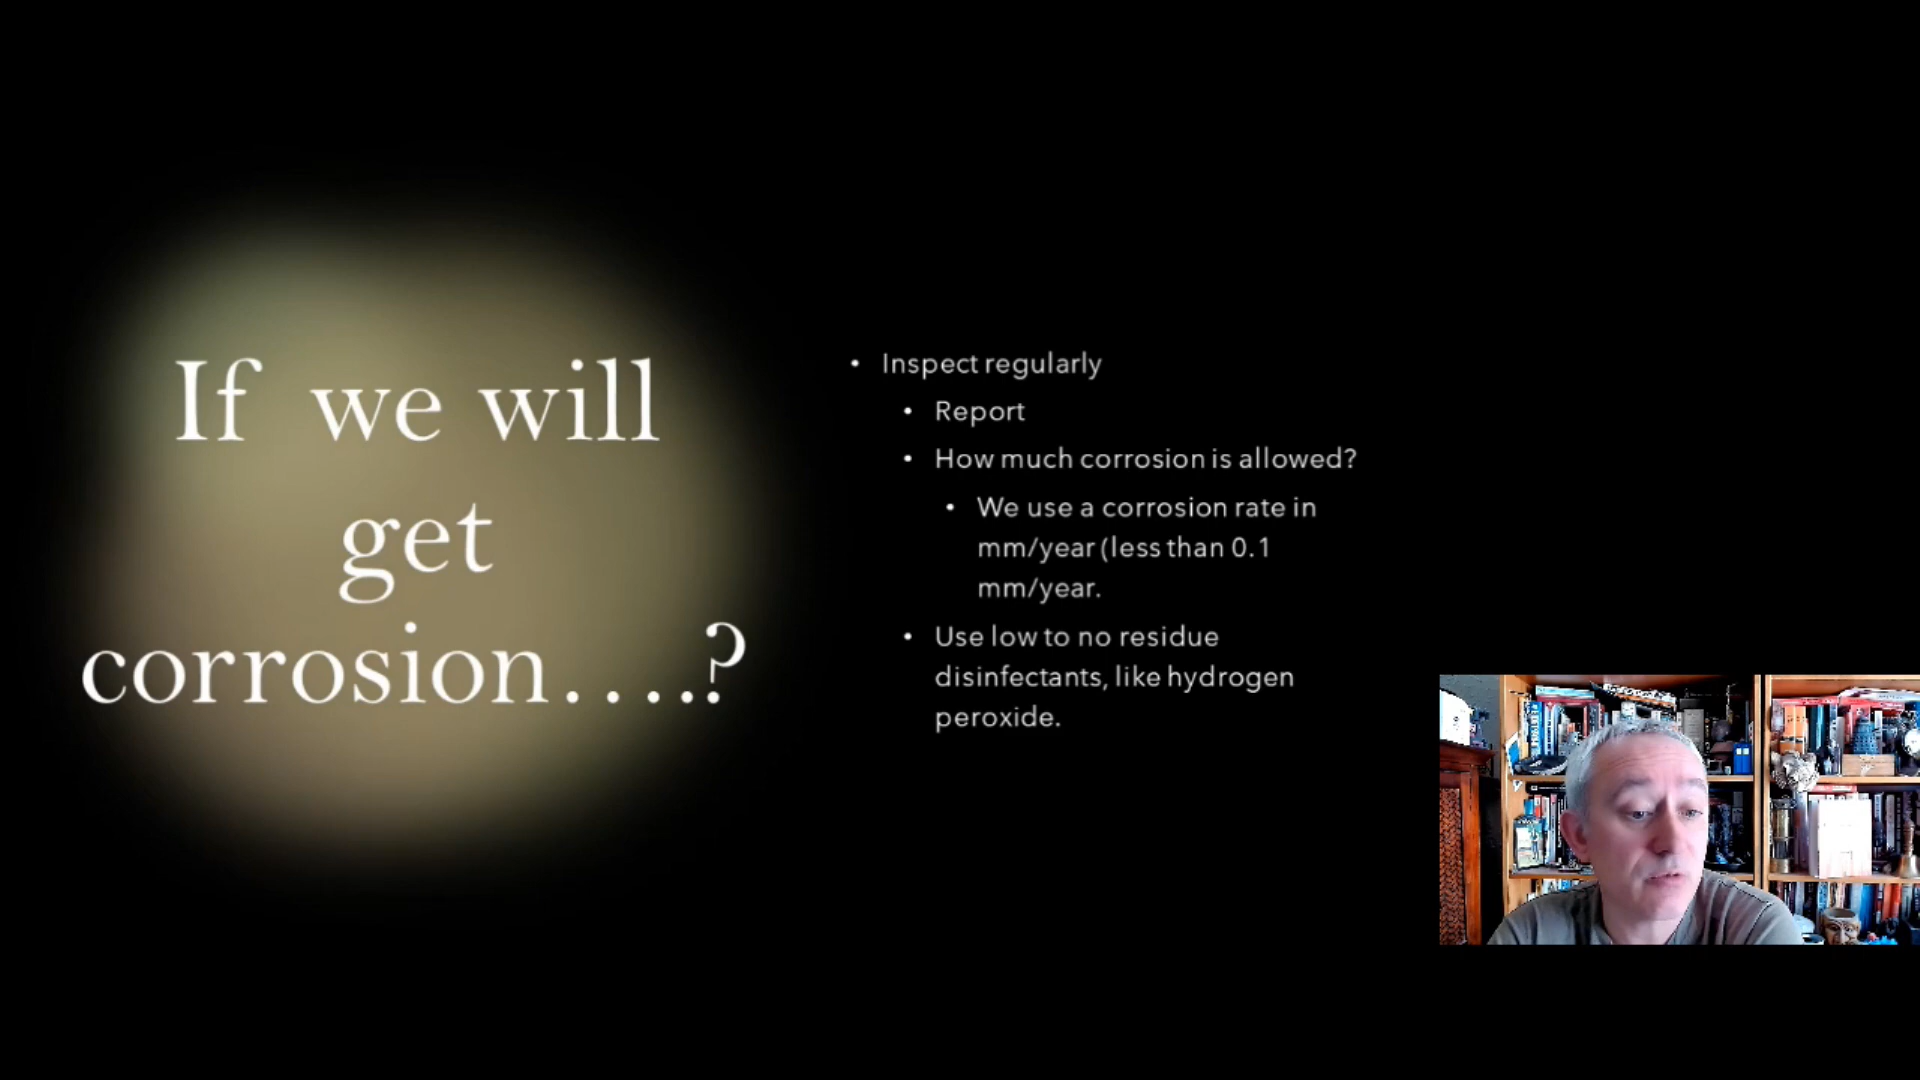 If we will
get
corrosion….?
• Inspect regularly
• Report
• How much corrosion is allowed?
• We use a corrosion rate in
mm/year (less than 0.1
mm/year.
• Use low to no residue
disinfectants, like hydrogen
peroxide.